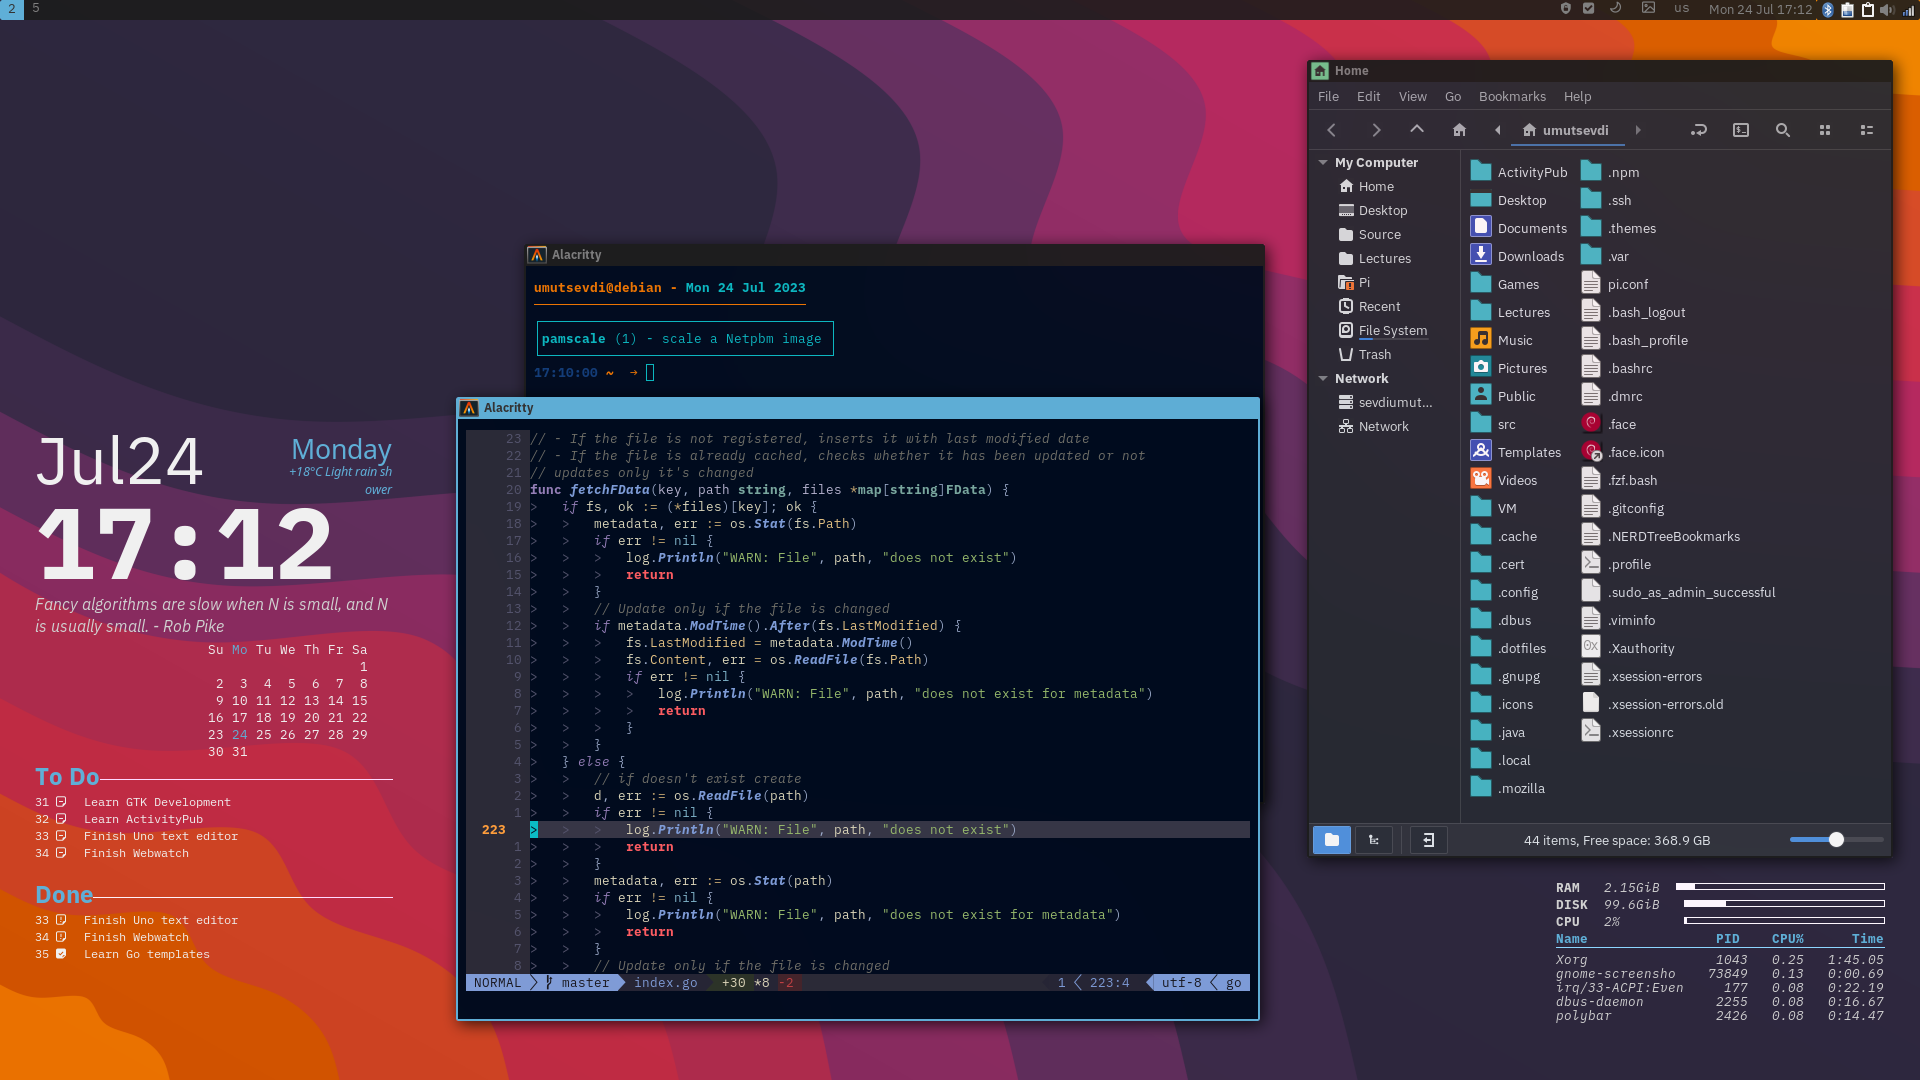 2 5
us Mon 24 Jul 17:12
Jul24
Monday
+18°C Light rain sh
ower
17:12
Fancy algorithms are slow when N is small, and N
is usually small. - Rob Pike
Su Mo Tu We Th Fr Sa
1
2 3 4 5 6 7 8
9 10 11 12 13 14 15
16 17 18 19 20 21 22
23 24 25 26 27 28 29
30 31
To Do
31 Learn GTK Development
32 Learn ActivityPub
33 Finish Uno text editor
34 Finish Webwatch
Done
33 Finish Uno text editor
34 Finish Webwatch
35 Learn Go templates
Alacritty
umutsevdi@debian - Mon 24 Jul 2023
pamscale (1) - scale a Netpbm image
17:10:00 ~ →
Alacritty
23 // - If the file is not registered, inserts it with last modified date
22 // - If the file is already cached, checks whether it has been updated or not
21 // updates only it's changed
20 func fetchFData(key, path string, files *map[string]FData) {
19 > if fs, ok := (*files)[key]; ok {
18 > > metadata, err := os.Stat(fs.Path)
17 > > if err != nil {
16 > > > log.Println("WARN: File", path, "does not exist")
15 > > > return
14 > > }
13 > > // Update only if the file is changed
12 > > if metadata.ModTime().After(fs.LastModified) {
11 > > > fs.LastModified = metadata.ModTime()
10 > > > fs.Content, err = os.ReadFile(fs.Path)
9 > > > if err != nil {
8 > > > > log.Println("WARN: File", path, "does not exist for metadata")
7 > > > > return
6 > > > }
5 > > }
4 > } else {
3 > > // if doesn't exist create
2 > > d, err := os.ReadFile(path)
1 > > if err != nil {
223 > > > log.Println("WARN: File", path, "does not exist")
1 > > > return
2 > > }
3 > > metadata, err := os.Stat(path)
4 > > if err != nil {
5 > > > log.Println("WARN: File", path, "does not exist for metadata")
6 > > > return
7 > > }
8 > > // Update only if the file is changed
NORMAL master index.go +30 *8 -2 1 223:4 utf-8 go
Home
File Edit View Go Bookmarks Help
umutsevdi
My Computer
Home
Desktop
Source
Lectures
Pi
Recent
File System
Trash
Network
sevdiumut...
Network
ActivityPub
Desktop
Documents
Downloads
Games
Lectures
Music
Pictures
Public
src
Templates
Videos
VM
.cache
.cert
.config
.dbus
.dotfiles
.gnupg
.icons
.java
.local
.mozilla
.npm
.ssh
.themes
.var
pi.conf
.bash_logout
.bash_profile
.bashrc
.dmrc
.face
.face.icon
.fzf.bash
.gitconfig
.NERDTreeBookmarks
.profile
.sudo_as_admin_successful
.viminfo
.Xauthority
.xsession-errors
.xsession-errors.old
.xsessionrc
44 items, Free space: 368.9 GB
RAM 2.15GiB
DISK 99.6GiB
CPU 2%
Name PID CPU% Time
Xorg 1043 0.25 1:45.05
gnome-screensho 73849 0.13 0:00.69
irq/33-ACPI:Even 177 0.08 0:22.19
dbus-daemon 2255 0.08 0:16.67
polybar 2426 0.08 0:14.47